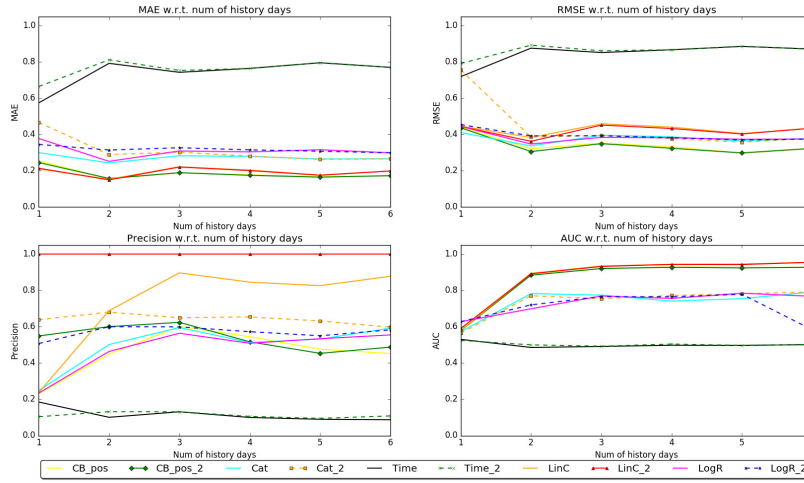 MAE w.r.t. num of history days
RMSE w.r.t. num of history days
1.0
0.8
0.6
0.4
0.2
0.0
MAE
1 2 3 4 5 6
Num of history days
1.0
0.8
0.6
0.4
0.2
0.0
RMSE
1 2 3 4 5
Num of history days
Precision w.r.t. num of history days
AUC w.r.t. num of history days
1.0
0.8
0.6
0.4
0.2
0.0
Precision
1 2 3 4 5 6
Num of history days
1.0
0.8
0.6
0.4
0.2
0.0
AUC
1 2 3 4 5
Num of history days
CB_pos CB_pos_2 Cat Cat_2 Time Time_2 LinC LinC_2 LogR LogR_2